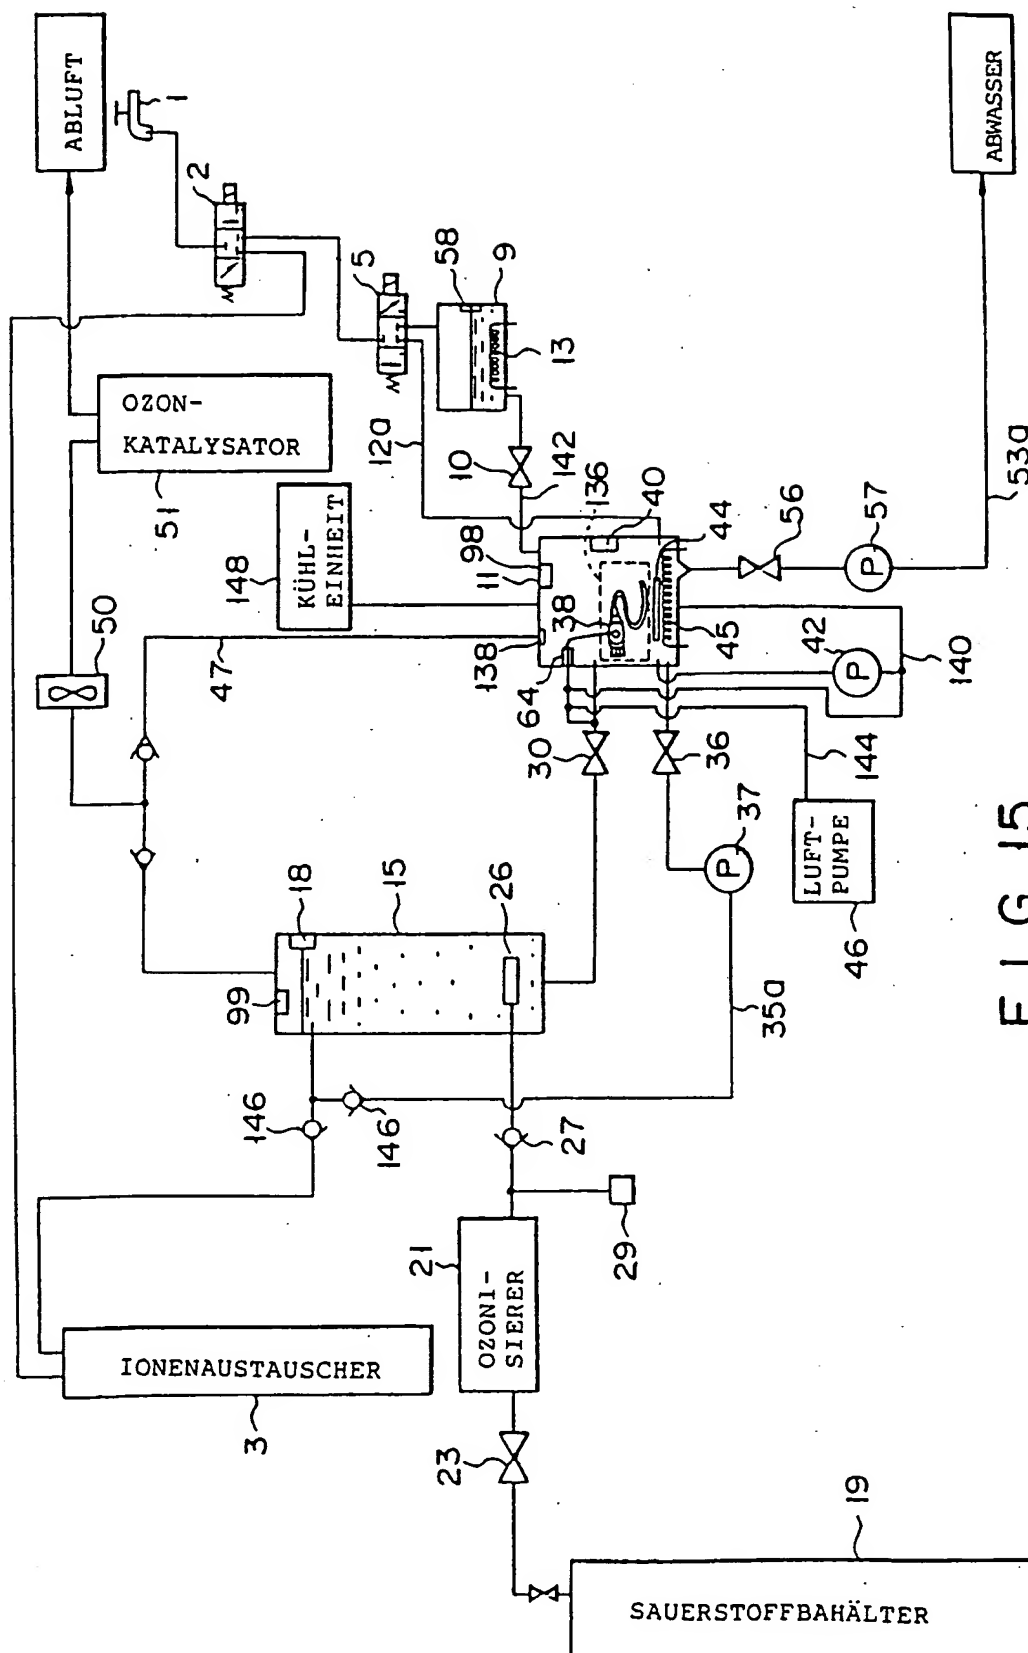 ABLUFT
1
2
5
58
9
13
OZON-
KATALYSATOR
51
120
10
142
136
KÜHL-
EINHEIT
148
98
11
40
44
50
47
138
38
64
45
42
56
P
57
ABWASSER
53a
140
30
36
144
P
P
37
LUFT-
PUMPE
46
18
15
26
99
35a
146
146
27
29
21
OZONI-
SIERER
IONENAUSTAUSCHER
3
23
19
SAUERSTOFFBAHÄLTER
FIG 15